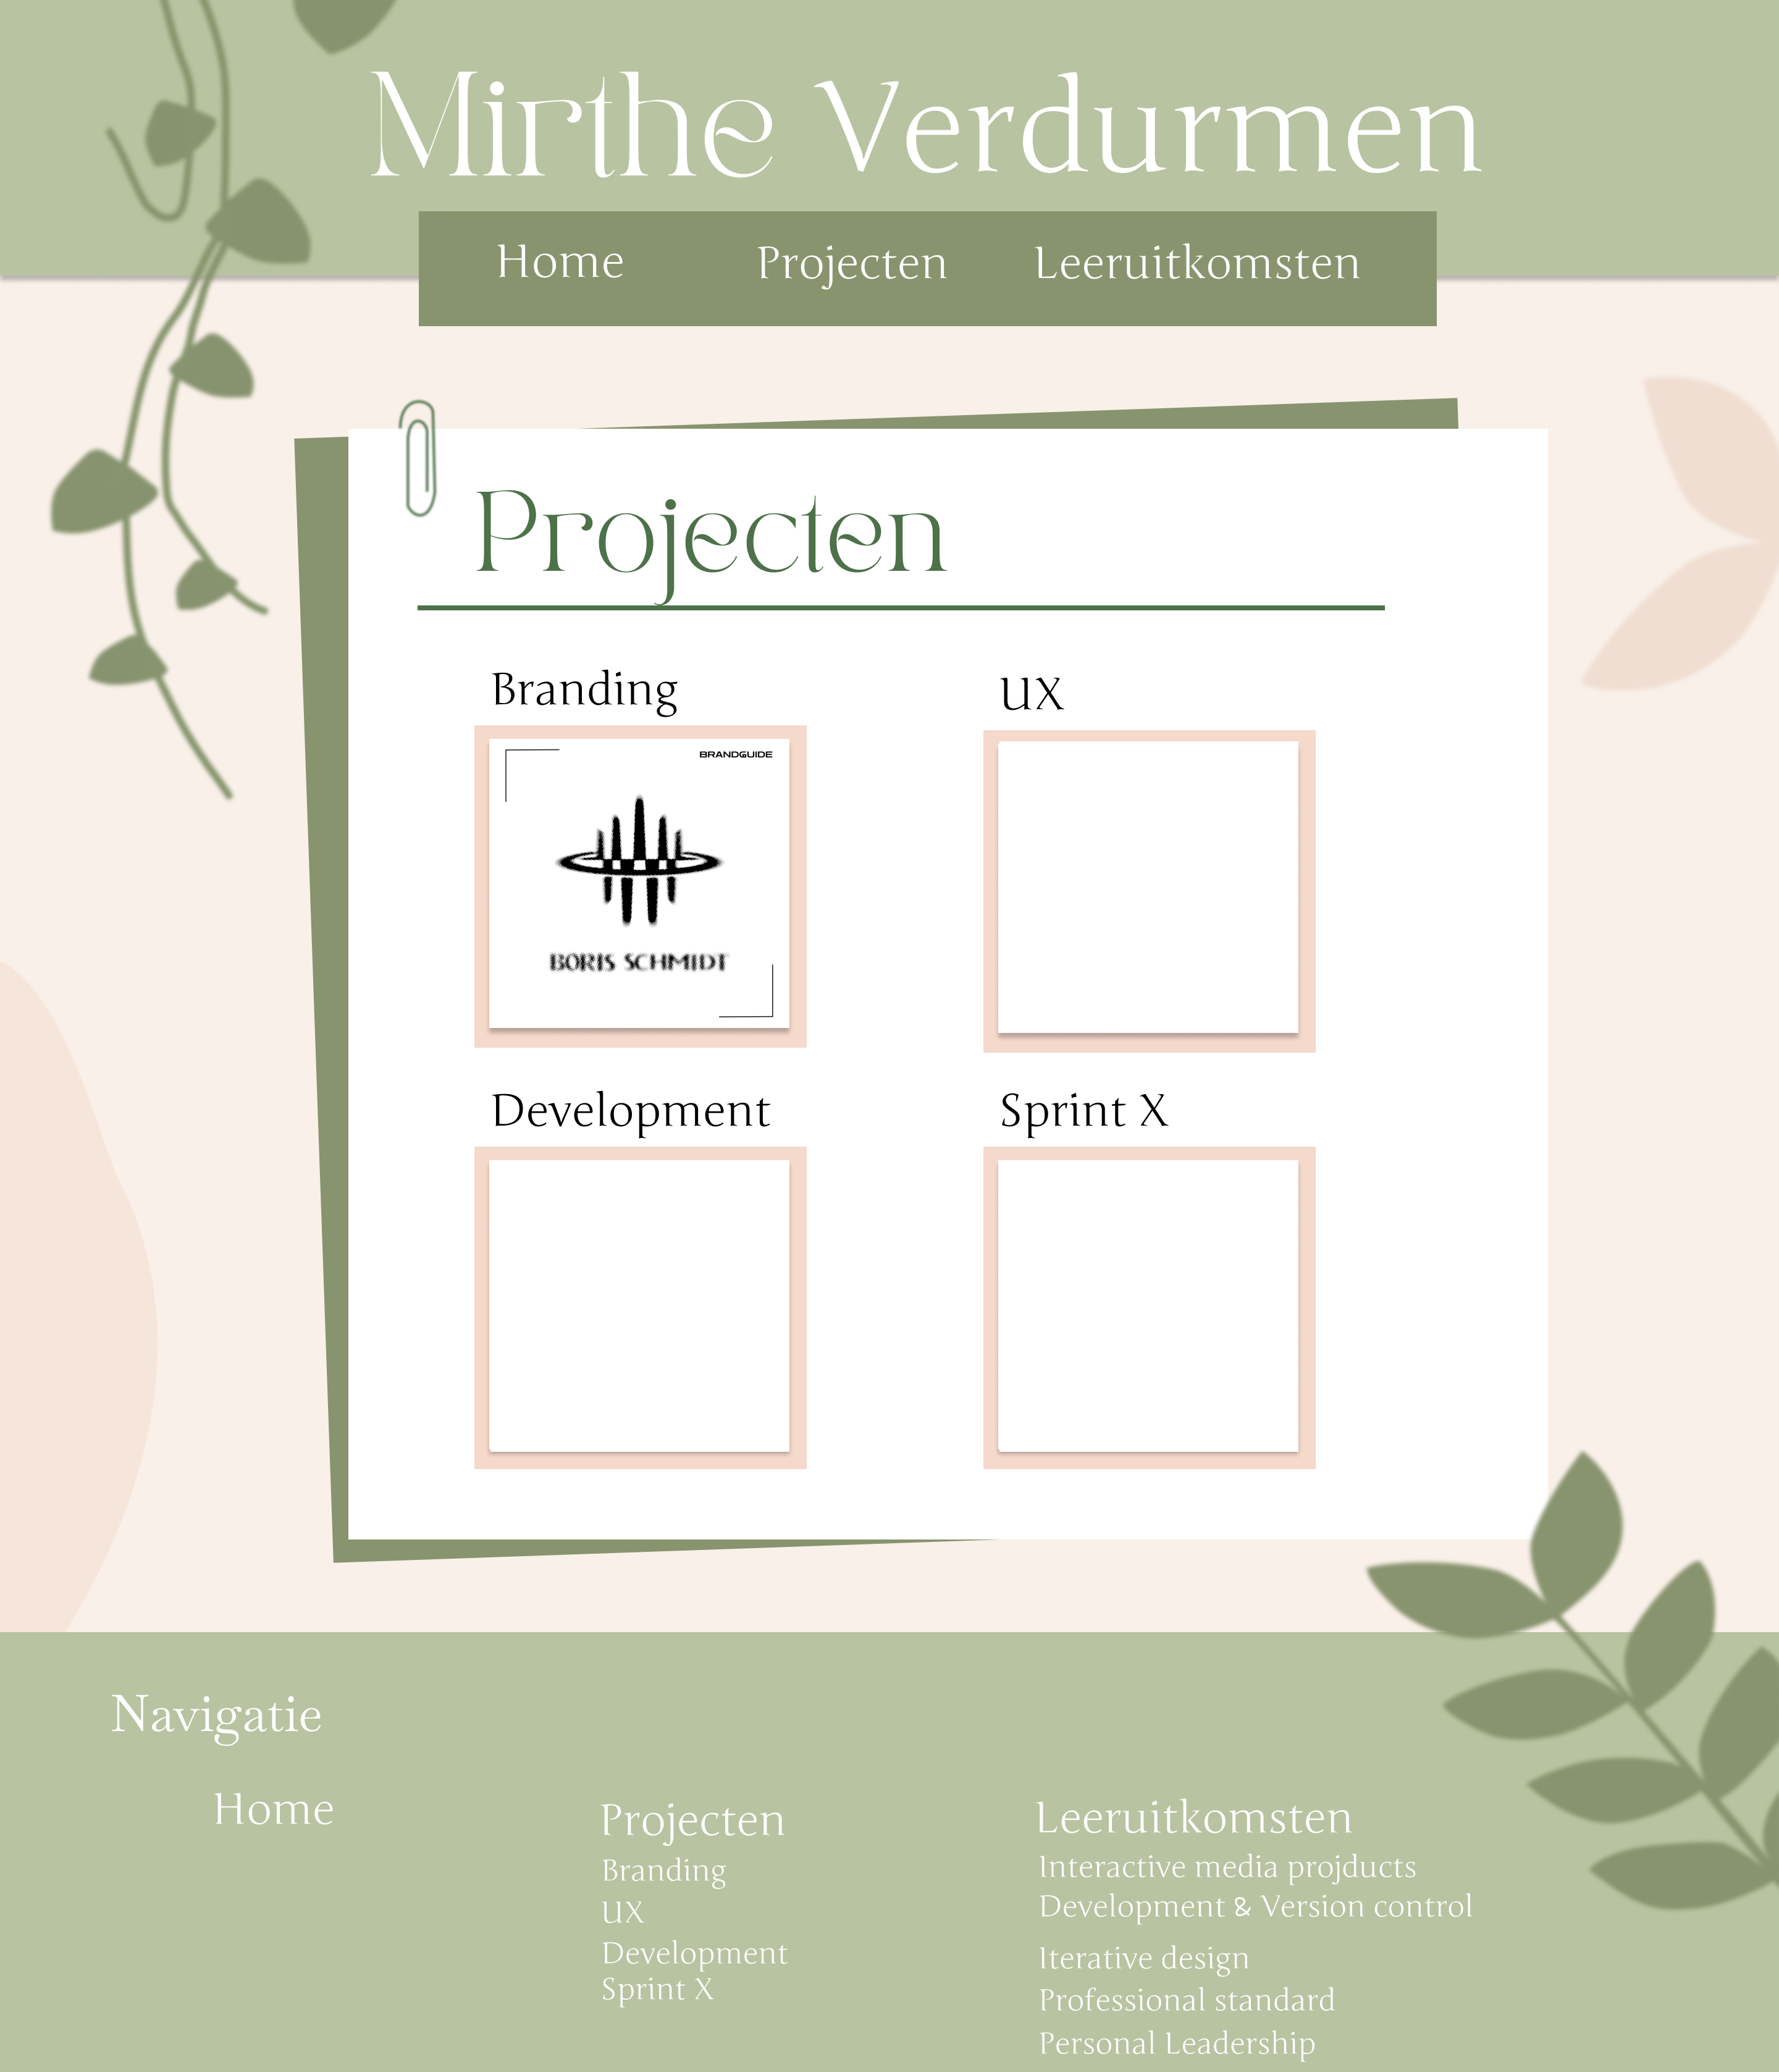 Mirthe Verdurmen
Home
Projecten
Leeruitkomsten
Projecten
Branding
UX
BRANDGUIDE
BORIS SCHMIDT
Development
Sprint X
Navigatie
Home
Projecten
Branding
UX
Development
Sprint X
Leeruitkomsten
Interactive media projducts
Development & Version control
Iterative design
Professional standard
Personal Leadership